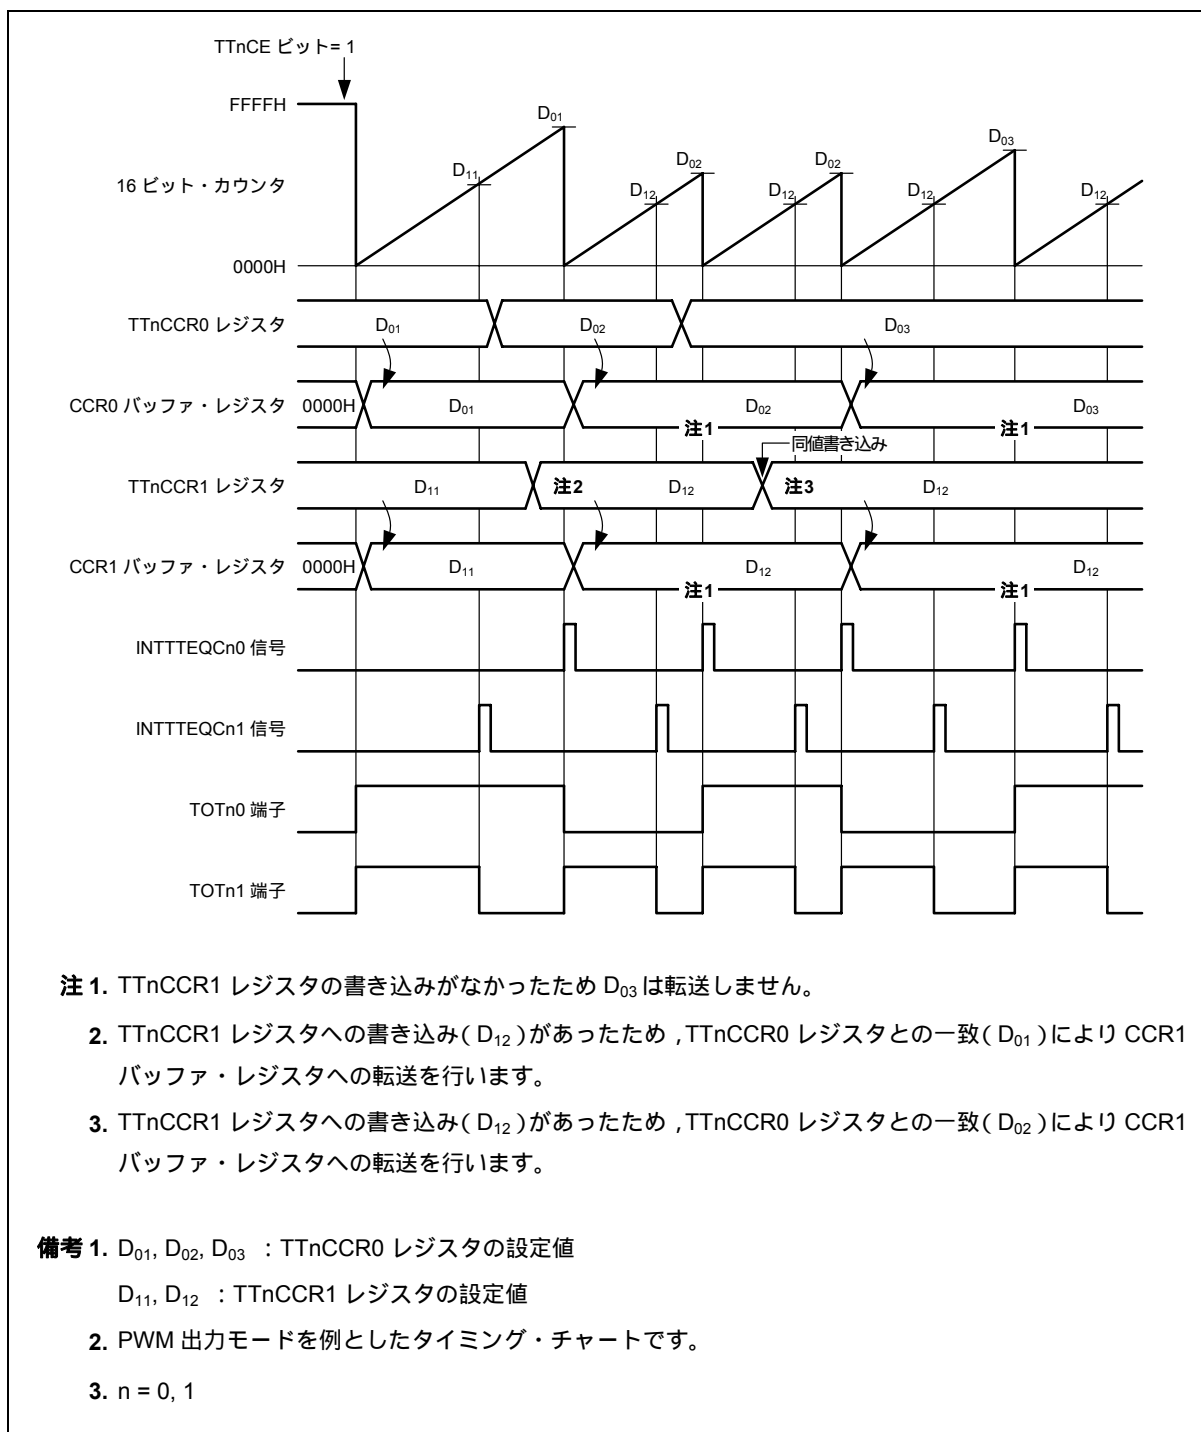 TTnCE ビット= 1
FFFFH
D01
D11
D02
D12
D02
D12
D03
D12
D12
16 ビット・カウンタ
0000H
TTnCCR0 レジスタ D01 D02 D03
CCR0 バッファ・レジスタ 0000H D01 D02 D03
注1 注1
同値書き込み
TTnCCR1 レジスタ D11 注2 D12 注3 D12
CCR1 バッファ・レジスタ 0000H D11 D12 D12
注1 注1
INTTTEQCn0 信号
INTTTEQCn1 信号
TOTn0 端子
TOTn1 端子
注 1. TTnCCR1 レジスタの書き込みがなかったため D03 は転送しません。
2. TTnCCR1 レジスタへの書き込み（D12）があったため，TTnCCR0 レジスタとの一致（D01）により CCR1
バッファ・レジスタへの転送を行います。
3. TTnCCR1 レジスタへの書き込み（D12）があったため，TTnCCR0 レジスタとの一致（D02）により CCR1
バッファ・レジスタへの転送を行います。
備考 1. D01, D02, D03 ：TTnCCR0 レジスタの設定値
D11, D12 ：TTnCCR1 レジスタの設定値
2. PWM 出力モードを例としたタイミング・チャートです。
3. n = 0, 1